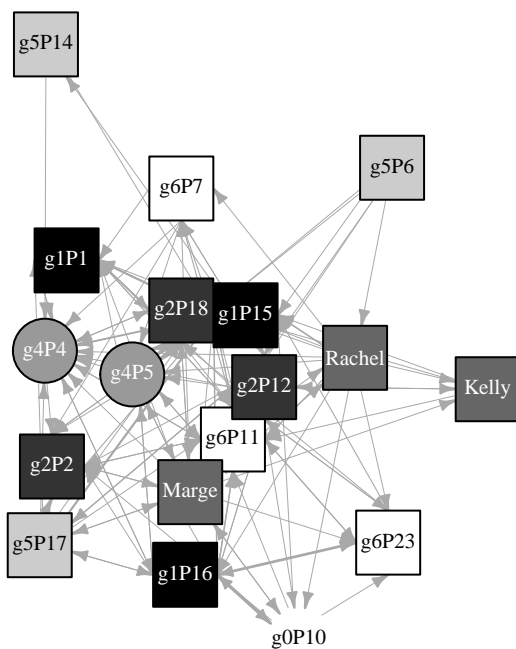 g5P14
g5P6
g6P7
g1P1
g2P18
g1P15
g4P4
g4P5
Rachel
g2P12
Kelly
g6P11
g2P2
Marge
g5P17
g6P23
g1P16
g0P10